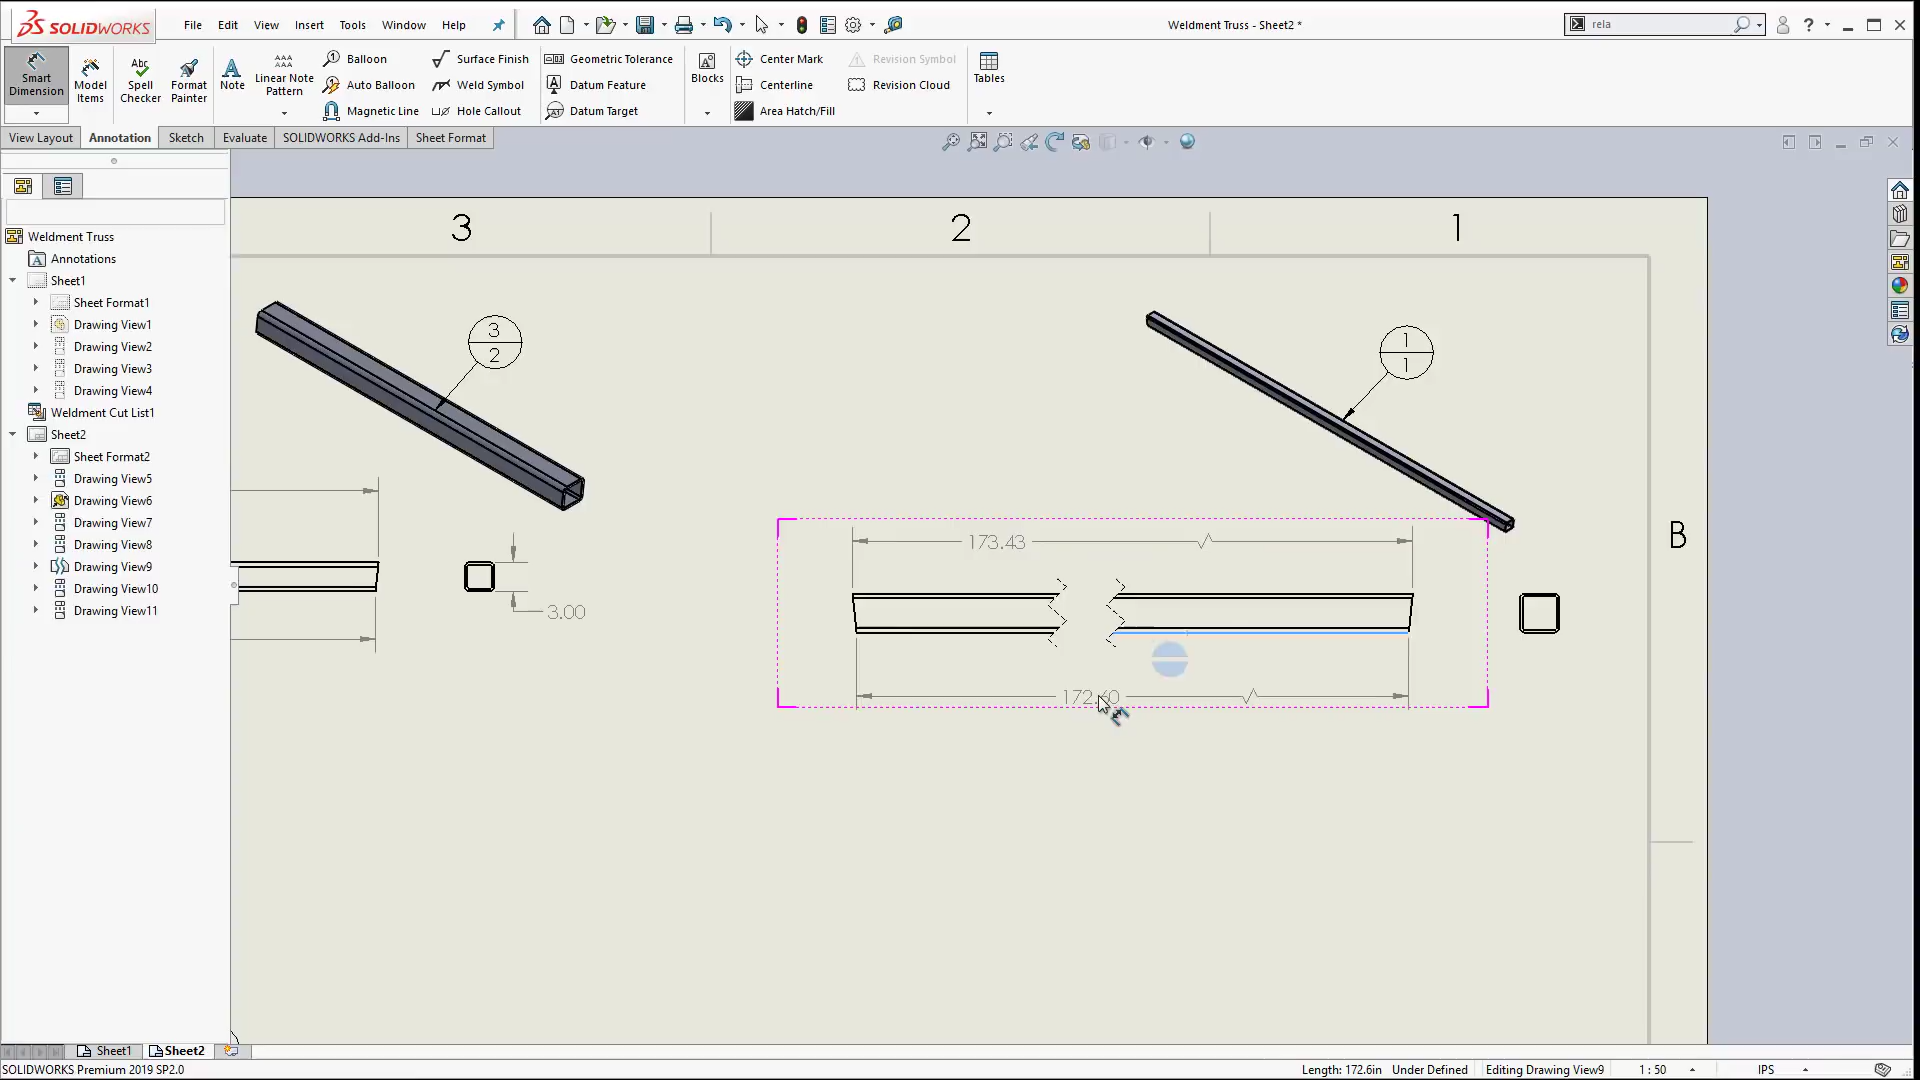 SOLIDWORKS
File Edit View Insert Tools Window Help
Weldment Truss - Sheet2 *
rela
Smart Dimension
Model Items
Abc
Spell Checker
Format Painter
Note
Linear Note Pattern
Balloon
Auto Balloon
Magnetic Line
Surface Finish
Weld Symbol
Hole Callout
Geometric Tolerance
Datum Feature
Datum Target
Blocks
Center Mark
Centerline
Area Hatch/Fill
Revision Symbol
Revision Cloud
Tables
View Layout Annotation Sketch Evaluate SOLIDWORKS Add-Ins Sheet Format
Weldment Truss
Annotations
Sheet1
Sheet Format1
Drawing View1
Drawing View2
Drawing View3
Drawing View4
Weldment Cut List1
Sheet2
Sheet Format2
Drawing View5
Drawing View6
Drawing View7
Drawing View8
Drawing View9
Drawing View10
Drawing View11
3 2 1
3
2
1
1
B
173.43
3.00
172.60
Sheet1 Sheet2
SOLIDWORKS Premium 2019 SP2.0
Length: 172.6in Under Defined Editing Drawing View9 1 : 50 IPS